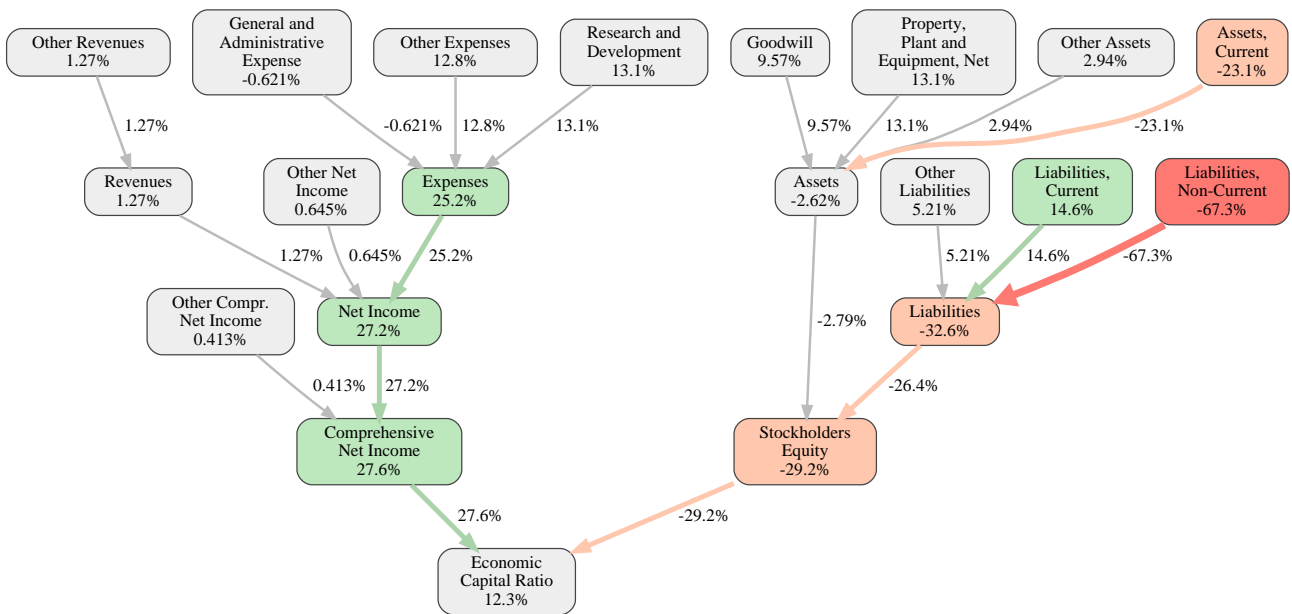 Other Revenues
1.27%
General and
Administrative
Expense
-0.621%
Other Expenses
12.8%
Research and
Development
13.1%
Goodwill
9.57%
Property,
Plant and
Equipment, Net
13.1%
Other Assets
2.94%
Assets,
Current
-23.1%
1.27%
-0.621%
12.8%
13.1%
9.57%
13.1%
2.94%
-23.1%
Revenues
1.27%
Other Net
Income
0.645%
Expenses
25.2%
Assets
-2.62%
Other
Liabilities
5.21%
Liabilities,
Current
14.6%
Liabilities,
Non-Current
-67.3%
1.27%
0.645%
25.2%
5.21%
14.6%
-67.3%
Other Compr.
Net Income
0.413%
Net Income
27.2%
-2.79%
Liabilities
-32.6%
0.413%
27.2%
-26.4%
Comprehensive
Net Income
27.6%
Stockholders
Equity
-29.2%
27.6%
-29.2%
Economic
Capital Ratio
12.3%